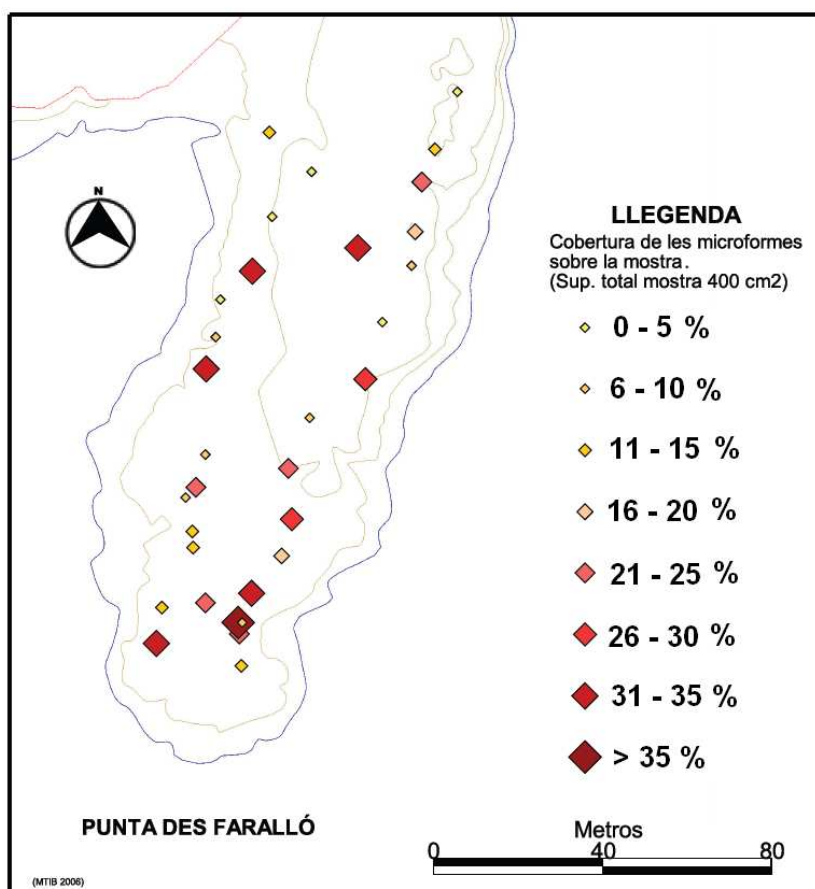 N
LLEGENDA
Cobertura de les microformes
sobre la mostra.
(Sup. total mostra 400 cm2)
0 - 5 %
6 - 10 %
11 - 15 %
16 - 20 %
21 - 25 %
26 - 30 %
31 - 35 %
> 35 %
PUNTA DES FARALLÓ
Metros
0 40 80
(MTIB 2006)